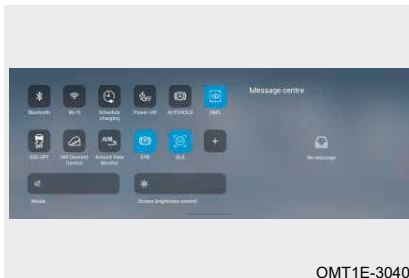 Message centre
Bluetooth Wi-Fi Schedule charging Power-off AUTOHOLD DMS
ESC OFF Hill Descent Control Around View Monitor EPB SLA
No message
Media Screen brightness control
OMT1E-3040